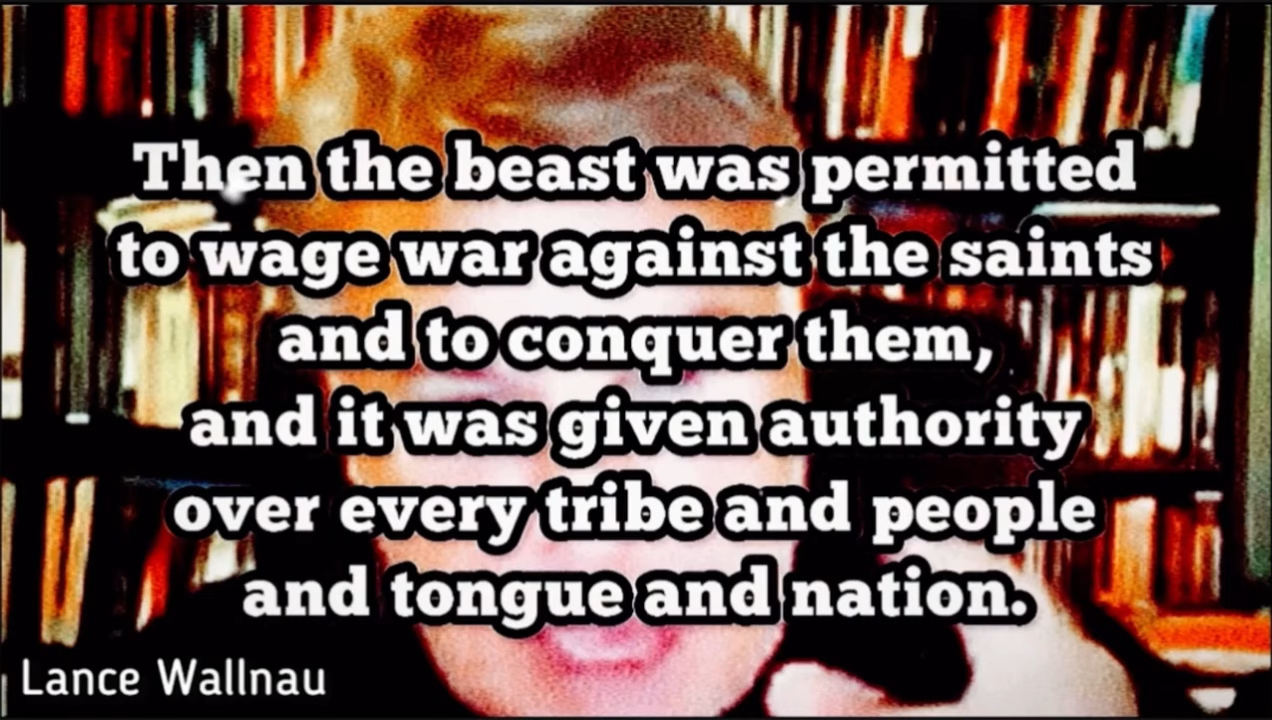 Then the beast was permitted
to wage war against the saints
and to conquer them,
and it was given authority
over every tribe and people
and tongue and nation.
Lance Wallnau